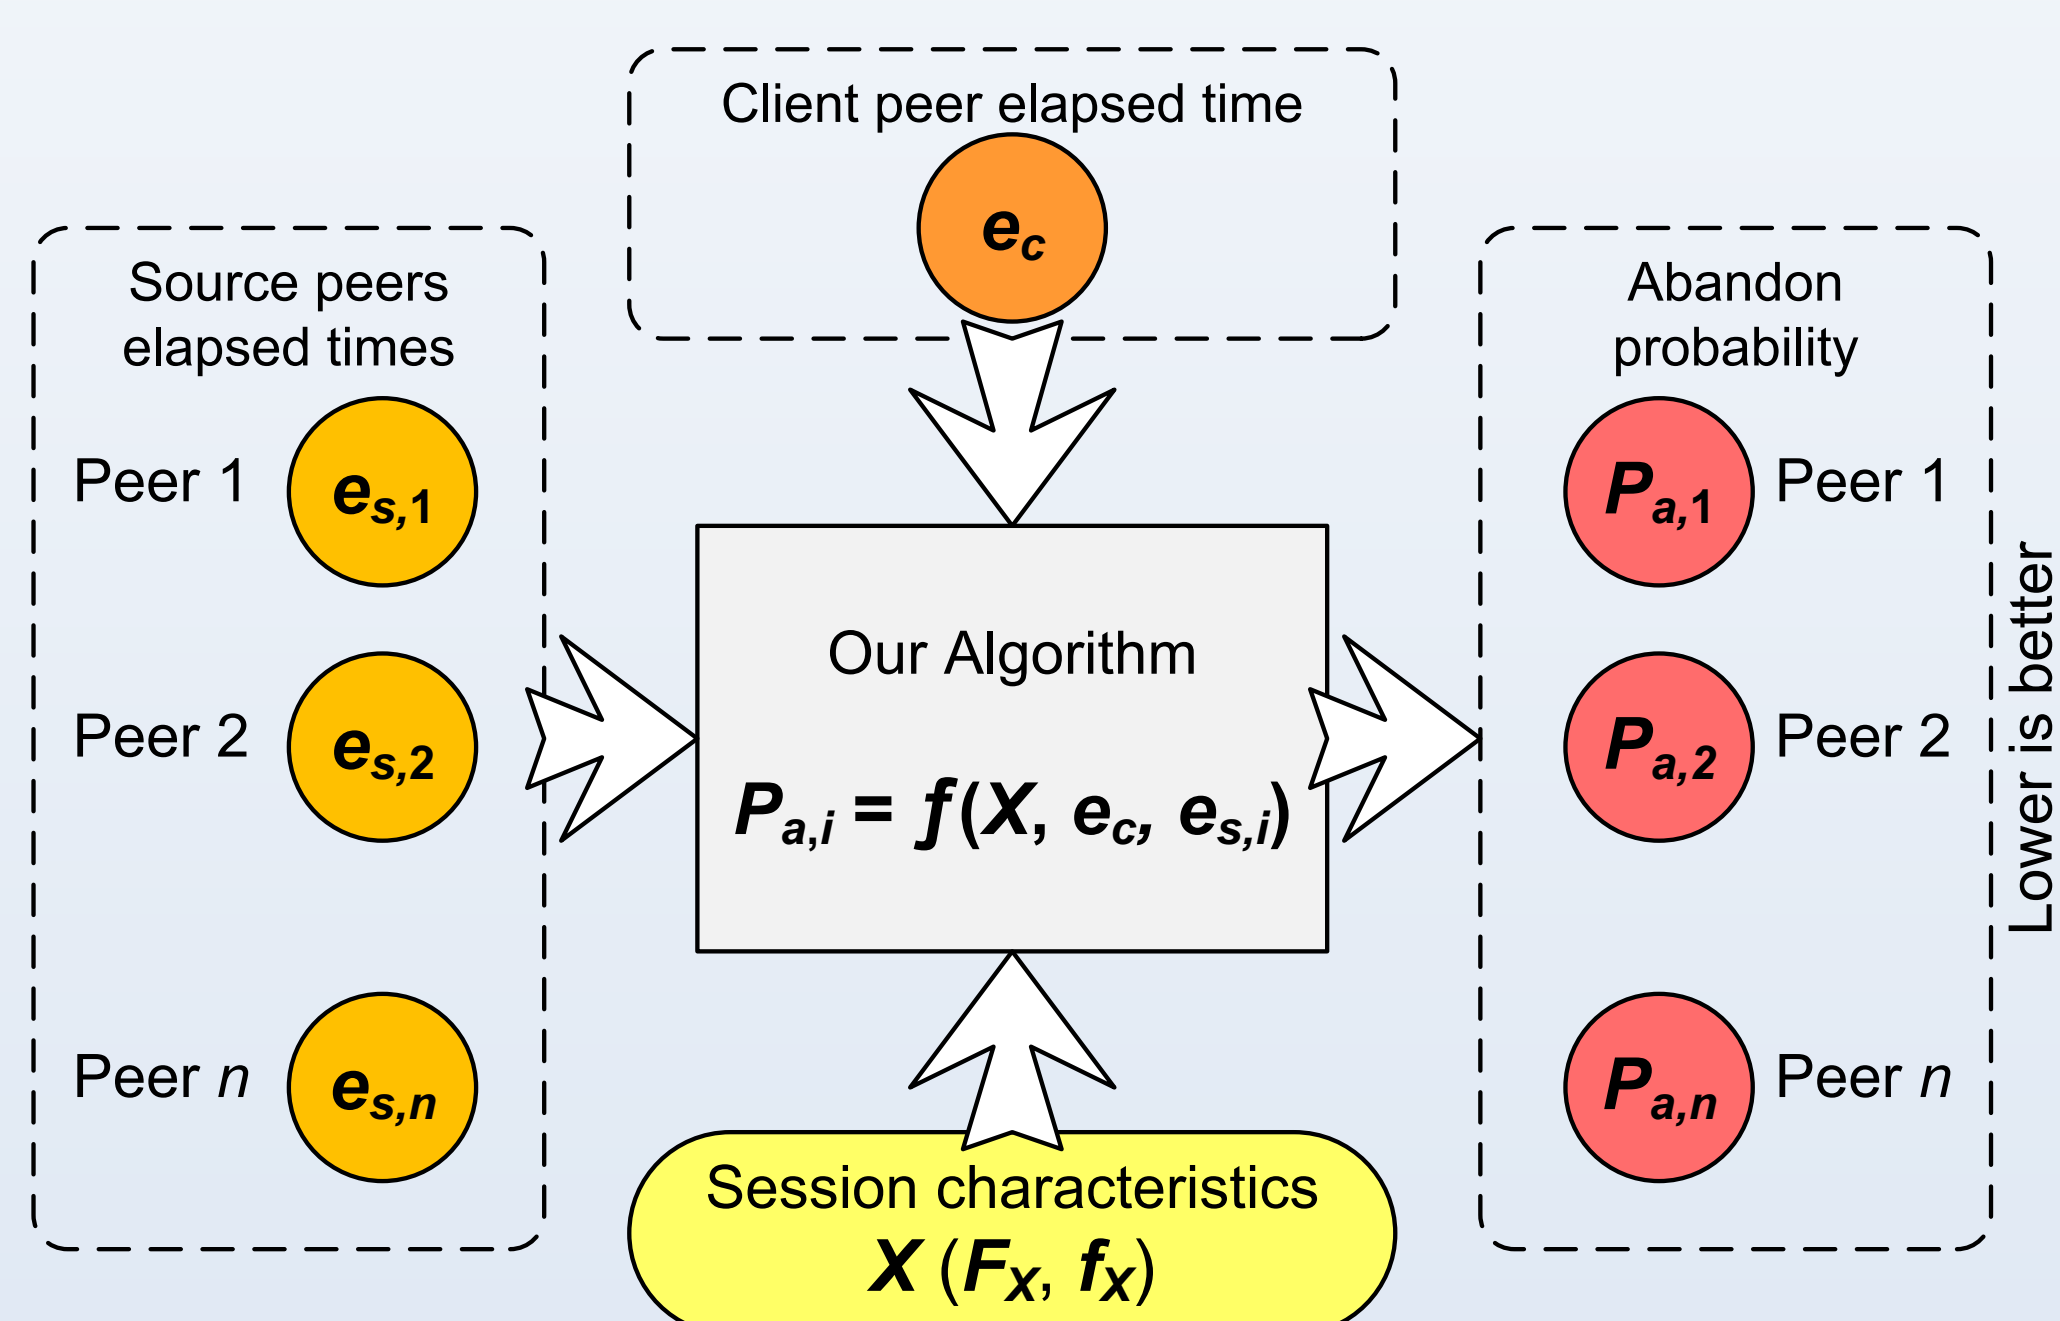 Client peer elapsed time
e_c
Source peers
elapsed times
Peer 1 e_s,1
Peer 2 e_s,2
Peer n e_s,n
Our Algorithm
P_a,i = f(X, e_c, e_s,i)
Session characteristics
X (F_X, f_X)
Abandon
probability
P_a,1 Peer 1
P_a,2 Peer 2
P_a,n Peer n
Lower is better